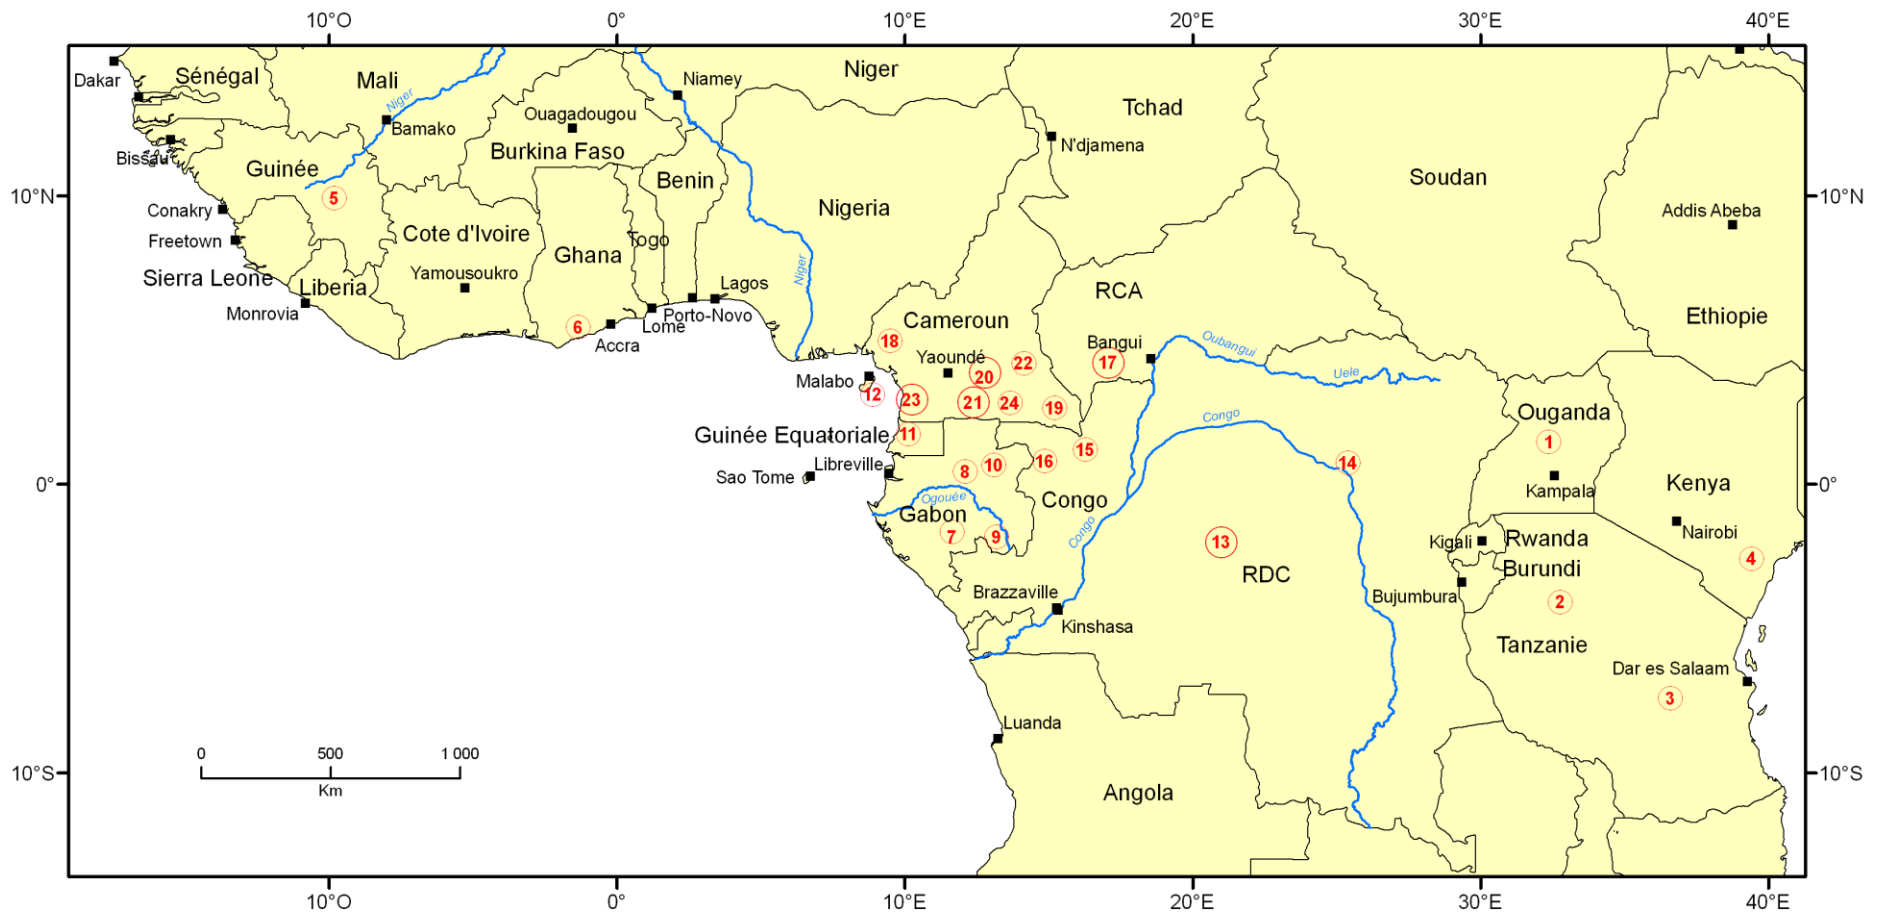 10°O 0° 10°E 20°E 30°E 40°E
Dakar
Sénégal
Mali
Niger
Niamey
Niger
Tchad
Bamako
Ouagadougou
Burkina Faso
N'djamena
Bissau
Guinée
Benin
Soudan
10°N 10°N
5
Conakry
Nigeria
Addis Abeba
Freetown
Cote d'Ivoire
Togo
Ghana
Niger
Sierra Leone
Liberia
Yamousoukro
Lagos
RCA
Monrovia
Porto-Novo
Lome
6
Accra
Cameroun
Ethiopie
18
Yaoundé
Bangui
Oubangui
Uele
Malabo
12
20
22
17
23
21
24
19
Congo
Ouganda
Guinée Equatoriale
11
15
1
Sao Tome
Libreville
8
10
16
14
0° 0°
Kampala
Kenya
Ogouée
Gabon
Congo
7
9
Congo
13
RDC
Kigali
Rwanda
Nairobi
4
Burundi
Brazzaville
Bujumbura
2
Kinshasa
Tanzanie
Dar es Salaam
3
Luanda
0 500 1 000
Km
10°S 10°S
Angola
10°O 0° 10°E 20°E 30°E 40°E